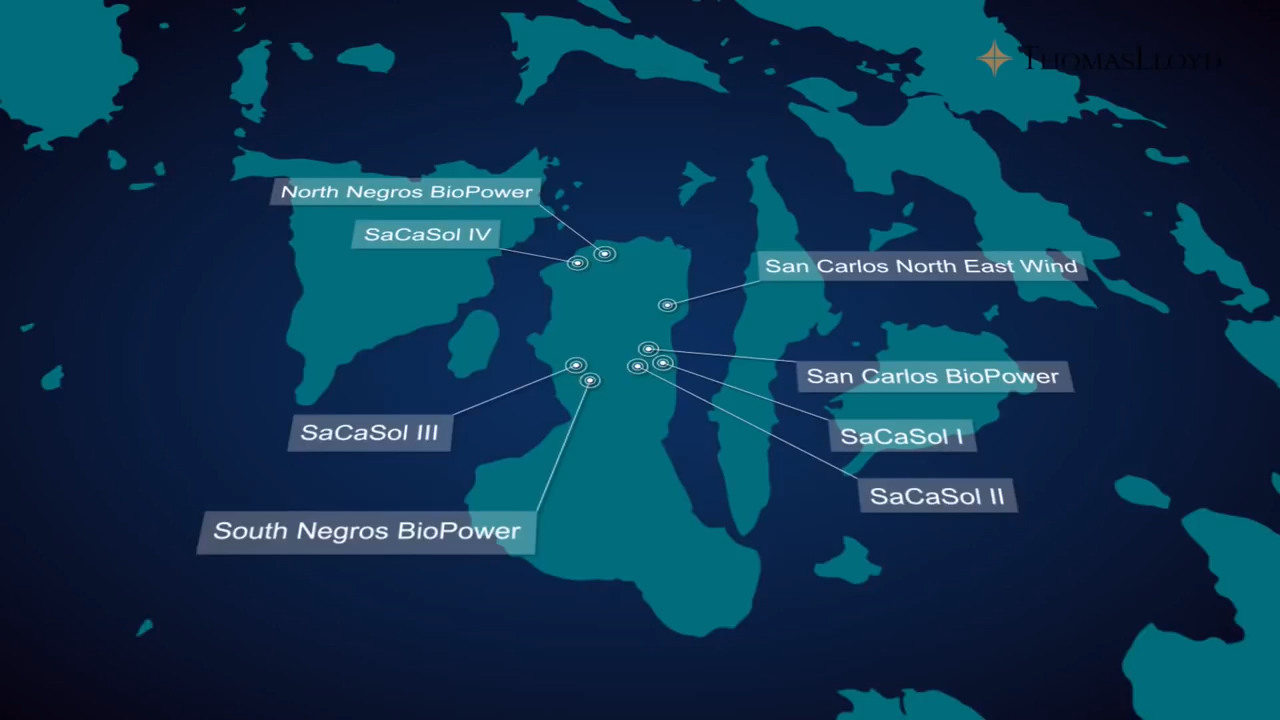 THOMASLLOYD
North Negros BioPower
SaCaSol IV
San Carlos North East Wind
San Carlos BioPower
SaCaSol III
SaCaSol I
SaCaSol II
South Negros BioPower